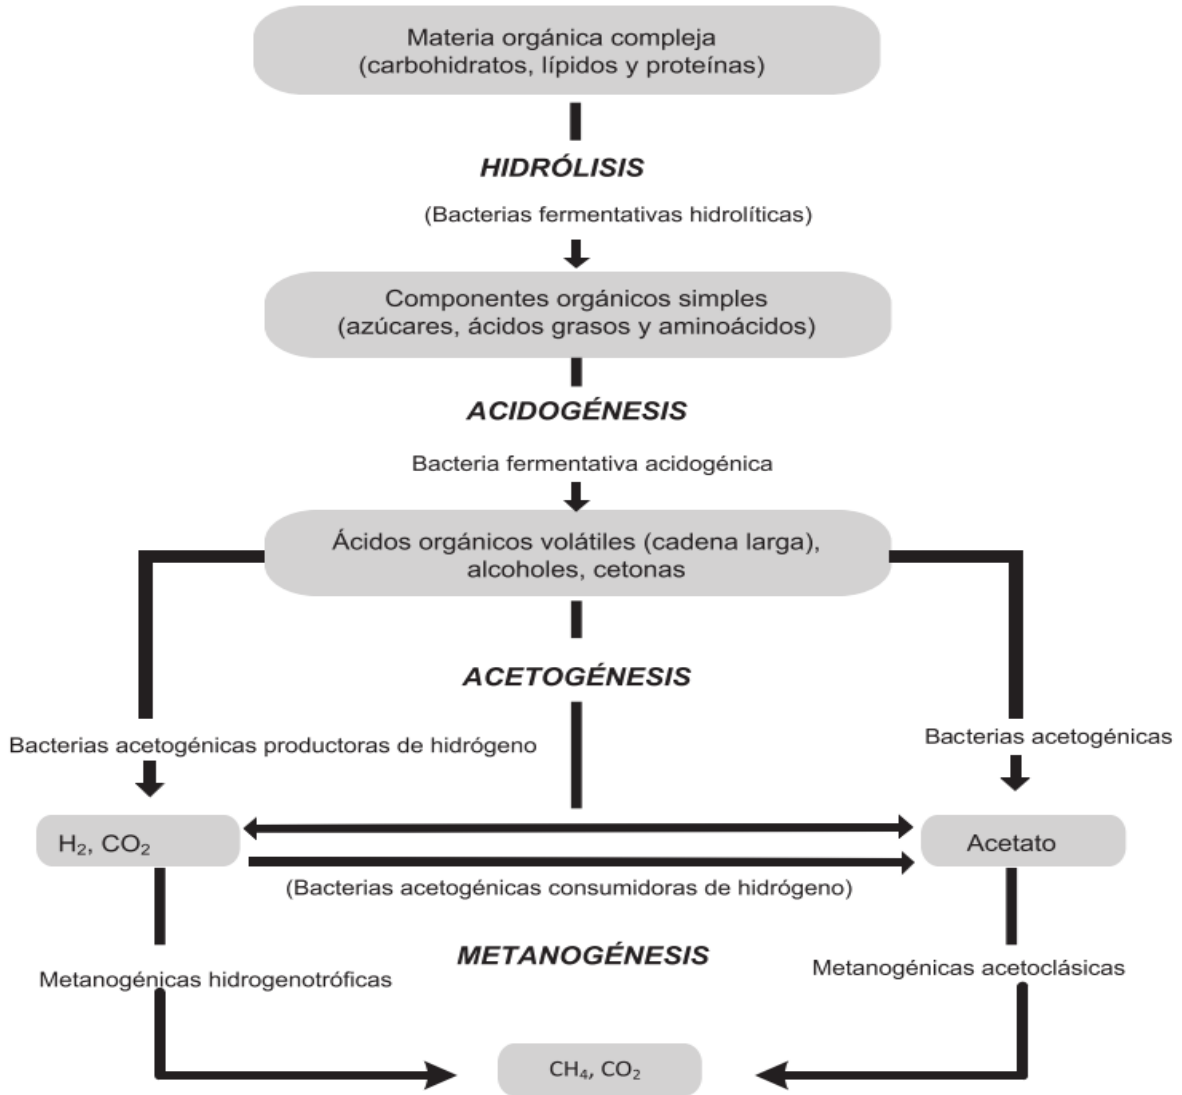 Materia orgánica compleja
(carbohidratos, lípidos y proteínas)
HIDRÓLISIS
(Bacterias fermentativas hidrolíticas)
Componentes orgánicos simples
(azúcares, ácidos grasos y aminoácidos)
ACIDOGÉNESIS
Bacteria fermentativa acidogénica
Ácidos orgánicos volátiles (cadena larga),
alcoholes, cetonas
ACETOGÉNESIS
Bacterias acetogénicas productoras de hidrógeno
Bacterias acetogénicas
H₂, CO₂
Acetato
(Bacterias acetogénicas consumidoras de hidrógeno)
METANOGÉNESIS
Metanogénicas hidrogenotróficas
Metanogénicas acetoclásicas
CH₄, CO₂